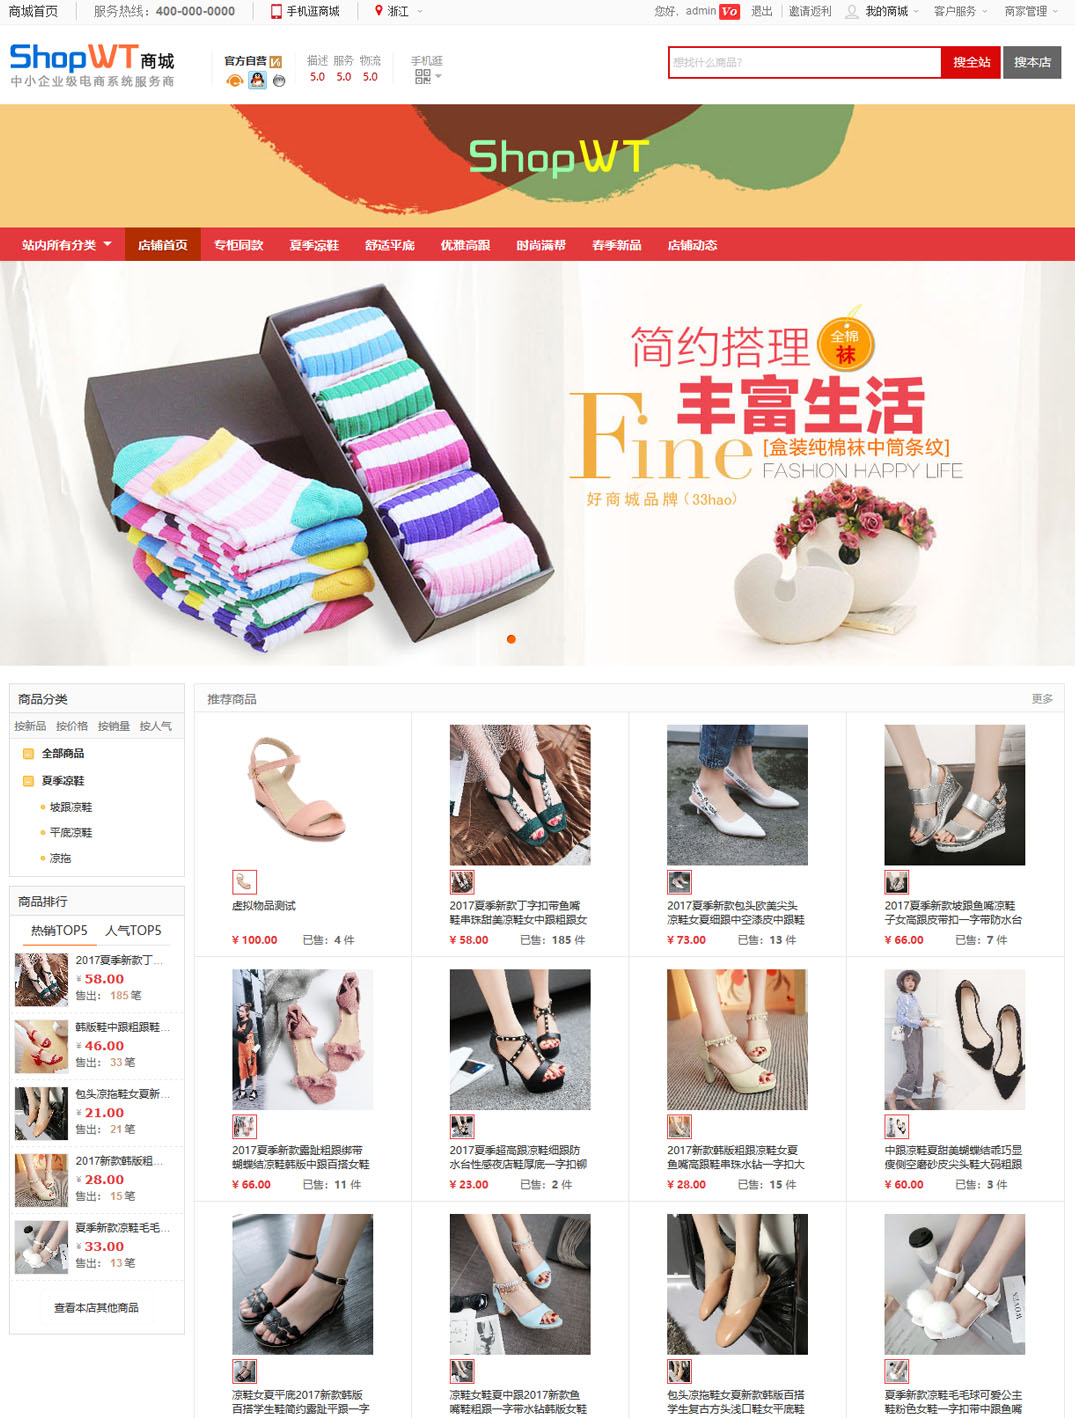 商城首页 服务热线：400-000-0000 手机逛商城 浙江 您好，admin V0 退出 邀请返利 我的商城 客户服务 商家管理
ShopWT商城
中小企业级电商系统服务商
官方自营
描述 服务 物流
5.0 5.0 5.0
手机逛
想找什么商品? 搜全站 搜本店
ShopWT
站内所有分类 店铺首页 专柜同款 夏季凉鞋 舒适平底 优雅高跟 时尚满帮 春季新品 店铺动态
简约搭理
全棉
袜
丰富生活
Fine
[盒装纯棉袜中筒条纹]
FASHION HAPPY LIFE
好商城品牌（33hao）
商品分类
按新品 按价格 按销量 按人气
全部商品
夏季凉鞋
坡跟凉鞋
平底凉鞋
凉拖
商品排行
热销TOP5 人气TOP5
2017夏季新款丁...
¥ 58.00
售出： 185 笔
韩版鞋中跟粗跟鞋...
¥ 46.00
售出： 33 笔
包头凉拖鞋女夏新...
¥ 21.00
售出： 21 笔
2017新款韩版粗...
¥ 28.00
售出： 15 笔
夏季新款凉鞋毛毛...
¥ 33.00
售出： 13 笔
查看本店其他商品
推荐商品 更多
虚拟物品测试
¥ 100.00 已售：4 件
2017夏季新款丁字扣带鱼嘴
鞋串珠甜美凉鞋女中跟粗跟女
¥ 58.00 已售：185 件
2017夏季新款包头欧美尖头
凉鞋女夏细跟中空漆皮中跟鞋
¥ 73.00 已售：13 件
2017夏季新款坡跟鱼嘴凉鞋
子女高跟皮带扣一字带防水台
¥ 66.00 已售：7 件
2017夏季新款露趾粗跟绑带
蝴蝶结凉鞋韩版中跟百搭女鞋
¥ 66.00 已售：11 件
2017夏季超高跟凉鞋细跟防
水台性感夜店鞋厚底一字扣铆
¥ 23.00 已售：2 件
2017新款韩版粗跟凉鞋女夏
鱼嘴高跟鞋串珠水钻一字扣大
¥ 28.00 已售：15 件
中跟凉鞋夏甜美蝴蝶结乖巧显
瘦侧空磨砂皮尖头鞋大码粗跟
¥ 60.00 已售：3 件
凉鞋女夏平底2017新款韩版
百搭学生鞋简约露趾平跟一字
凉鞋女鞋夏中跟2017新款鱼
嘴鞋粗跟一字带水钻韩版女鞋
包头凉拖鞋女夏新款韩版百搭
学生复古方头浅口鞋女平底鞋
夏季新款凉鞋毛毛球可爱公主
鞋粉色女鞋一字扣带中跟鱼嘴